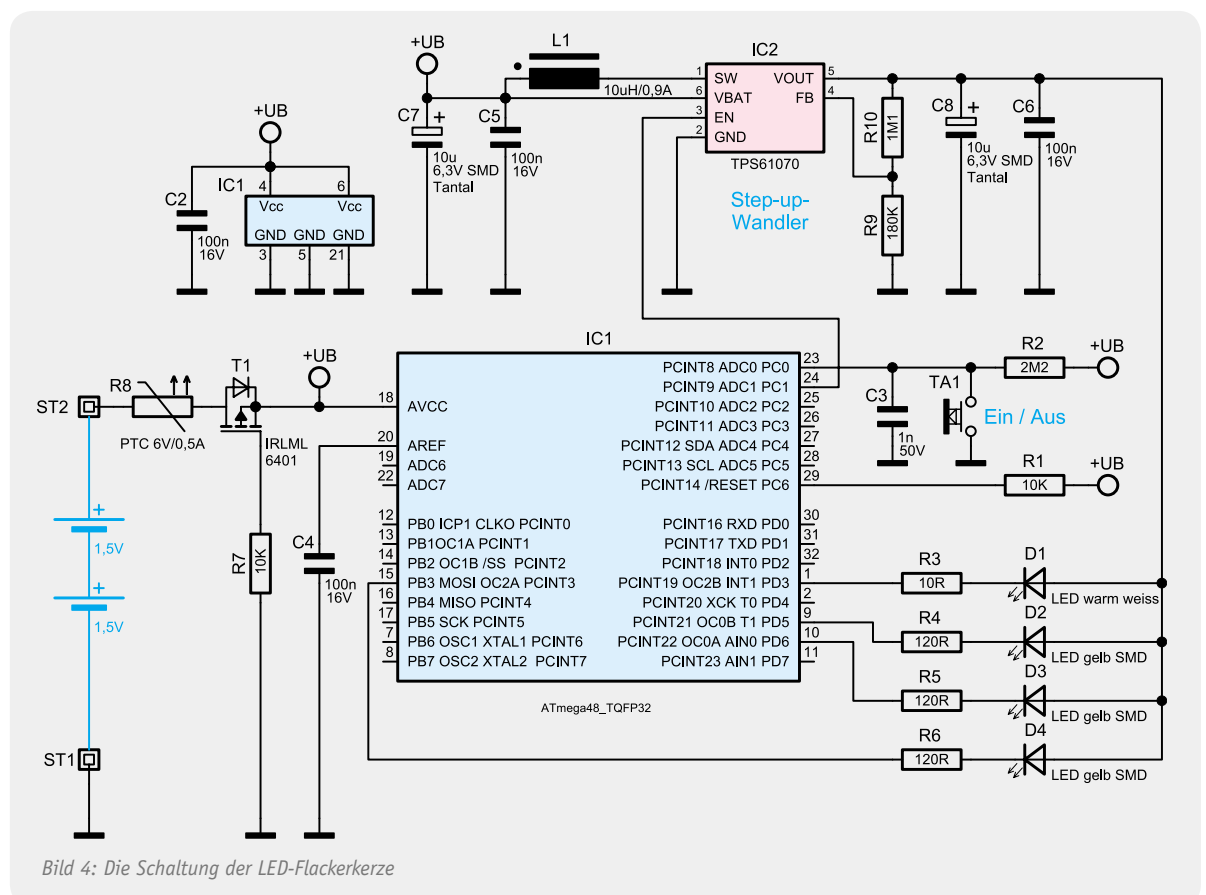 +UB
L1
10uH/0,9A
IC2
1 SW VOUT 5
6 VBAT FB 4
3 EN
2 GND
TPS61070
Step-up-
Wandler
C7 +
10u
6,3V SMD
Tantal
C5
100n
16V
R10
1M1
R9
180K
C8 +
10u
6,3V SMD
Tantal
C6
100n
16V
+UB
C2
100n
16V
IC1
4 6
Vcc Vcc
GND GND GND
3 5 21
ST2
R8
PTC 6V/0,5A
T1
IRLML
6401
+UB
R7
10K
C4
100n
16V
+
1,5V
+
1,5V
ST1
IC1
18 AVCC
20 AREF
19 ADC6
22 ADC7
12 PB0 ICP1 CLKO PCINT0
13 PB1OC1A PCINT1
14 PB2 OC1B /SS PCINT2
15 PB3 MOSI OC2A PCINT3
16 PB4 MISO PCINT4
17 PB5 SCK PCINT5
7 PB6 OSC1 XTAL1 PCINT6
8 PB7 OSC2 XTAL2 PCINT7
PCINT8 ADC0 PC0 23
PCINT9 ADC1 PC1 24
PCINT10 ADC2 PC2 25
PCINT11 ADC3 PC3 26
PCINT12 SDA ADC4 PC4 27
PCINT13 SCL ADC5 PC5 28
PCINT14 /RESET PC6 29
PCINT16 RXD PD0 30
PCINT17 TXD PD1 31
PCINT18 INT0 PD2 32
PCINT19 OC2B INT1 PD3 1
PCINT20 XCK T0 PD4 2
PCINT21 OC0B T1 PD5 9
PCINT22 OC0A AIN0 PD6 10
PCINT23 AIN1 PD7 11
ATmega48_TQFP32
R2
2M2
+UB
C3
1n
50V
TA1
Ein / Aus
R1
10K
+UB
R3
10R
D1
LED warm weiss
R4
120R
D2
LED gelb SMD
R5
120R
D3
LED gelb SMD
R6
120R
D4
LED gelb SMD
Bild 4: Die Schaltung der LED-Flackerkerze